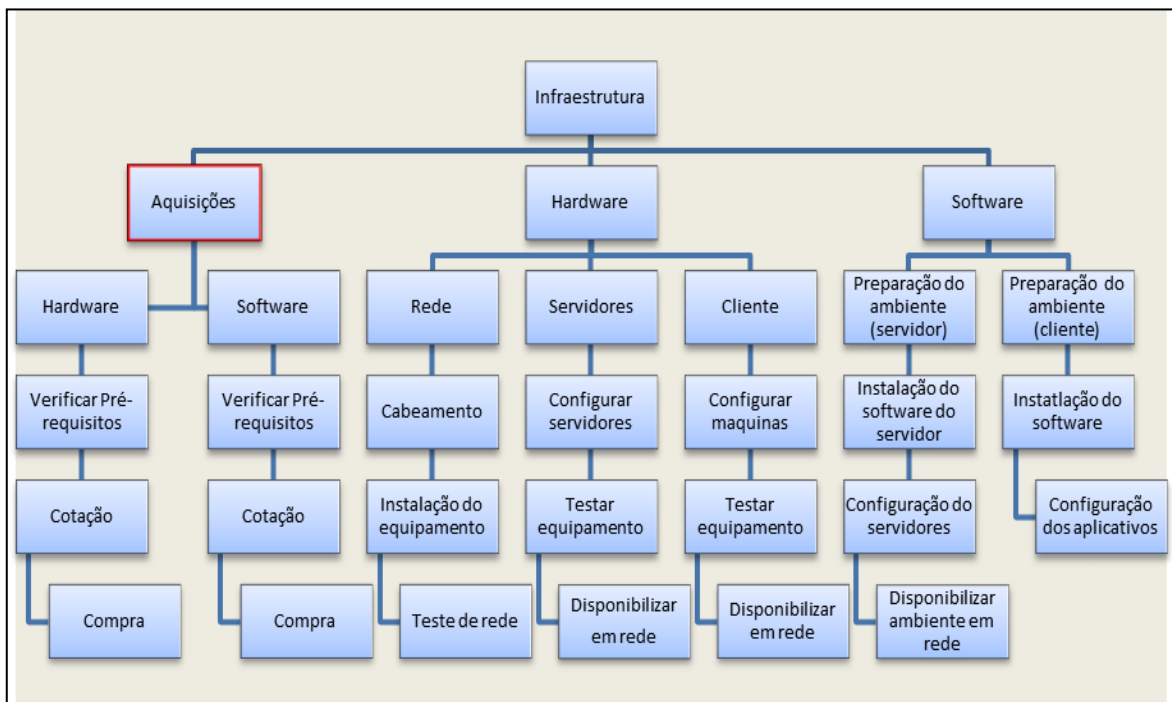 Infraestrutura
Aquisições
Hardware
Software
Hardware
Software
Rede
Servidores
Cliente
Preparação do
ambiente
(servidor)
Preparação do
ambiente
(cliente)
Verificar Pré-
requisitos
Verificar Pré-
requisitos
Cabeamento
Configurar
servidores
Configurar
maquinas
Instalação do
software do
servidor
Instatlação do
software
Cotação
Cotação
Instalação do
equipamento
Testar
equipamento
Testar
equipamento
Configuração do
servidores
Configuração
dos aplicativos
Compra
Compra
Teste de rede
Disponibilizar
em rede
Disponibilizar
em rede
Disponibilizar
ambiente em
rede